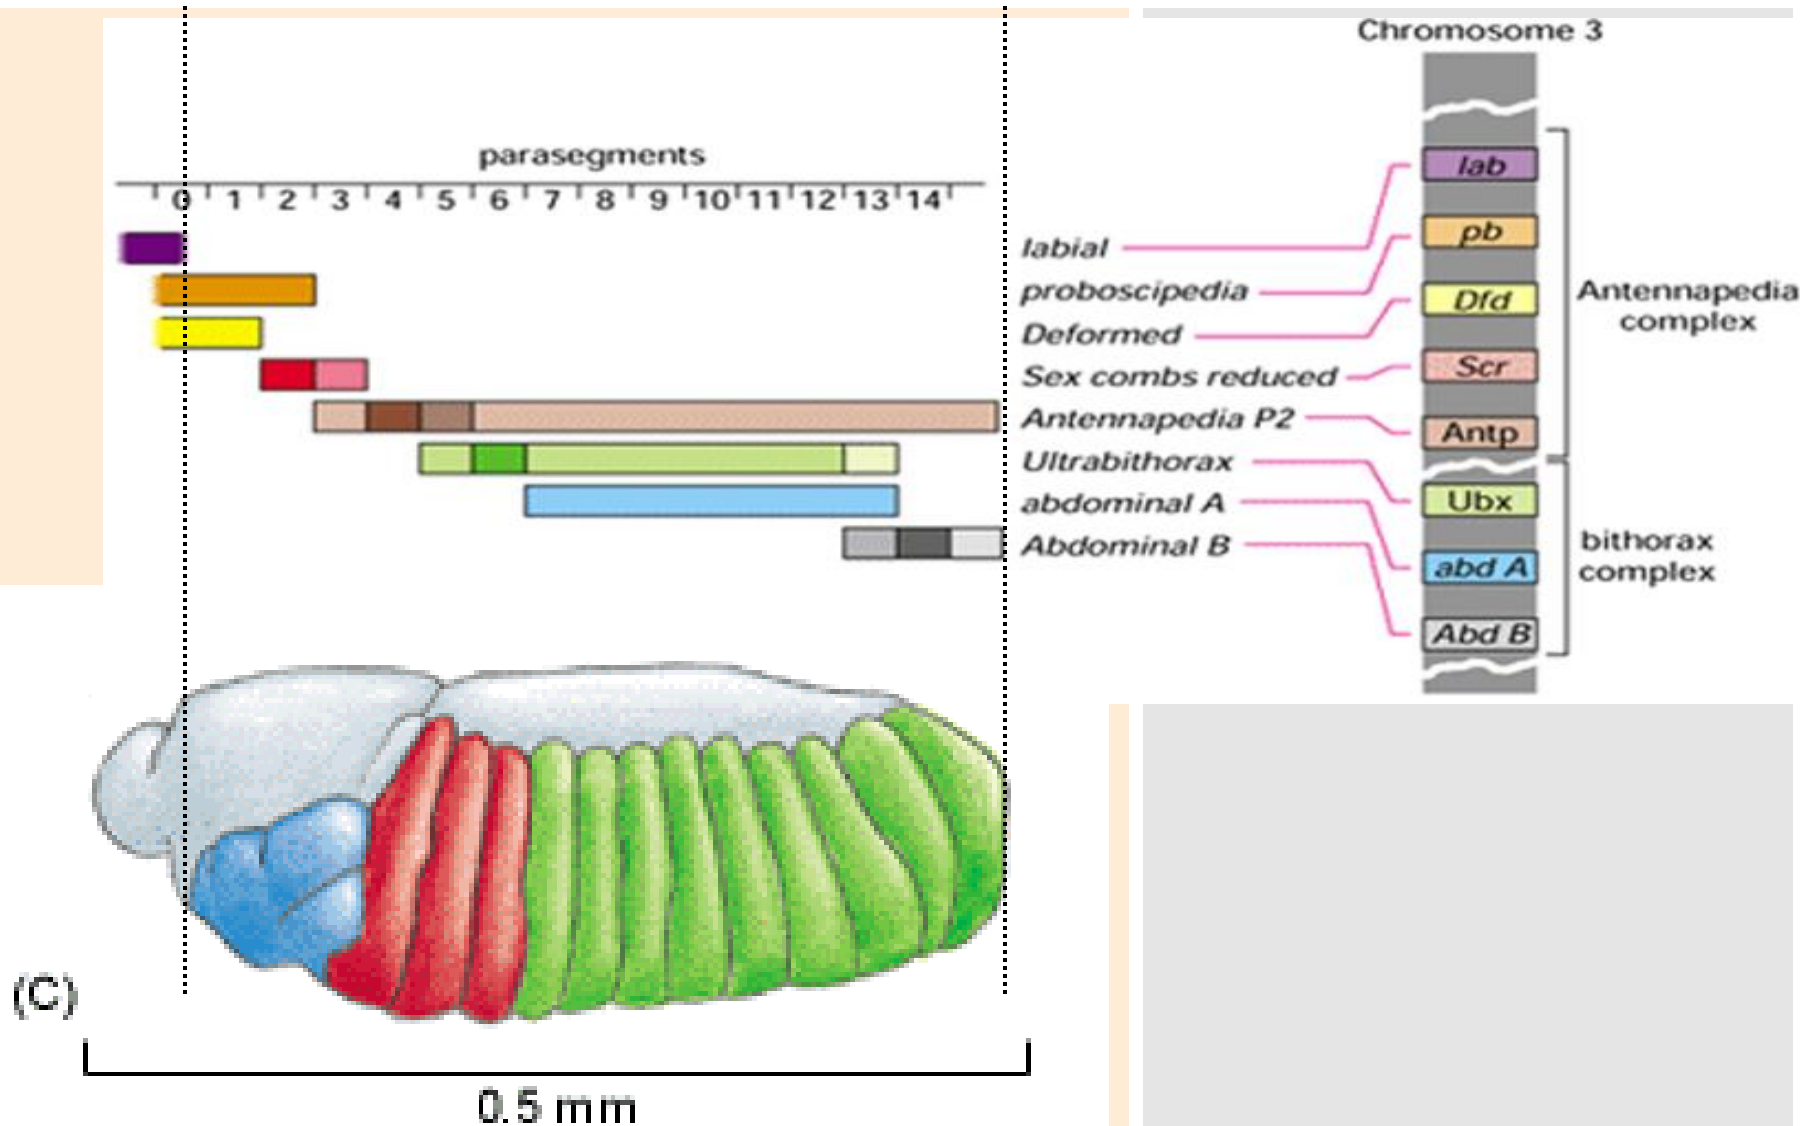 Chromosome 3
parasegments
0 1 2 3 4 5 6 7 8 9 10 11 12 13 14
labial
proboscipedia
Deformed
Sex combs reduced
Antennapedia P2
Ultrabithorax
abdominal A
Abdominal B
lab
pb
Dfd
Scr
Antp
Ubx
abd A
Abd B
Antennapedia
complex
bithorax
complex
(C)
0.5 mm